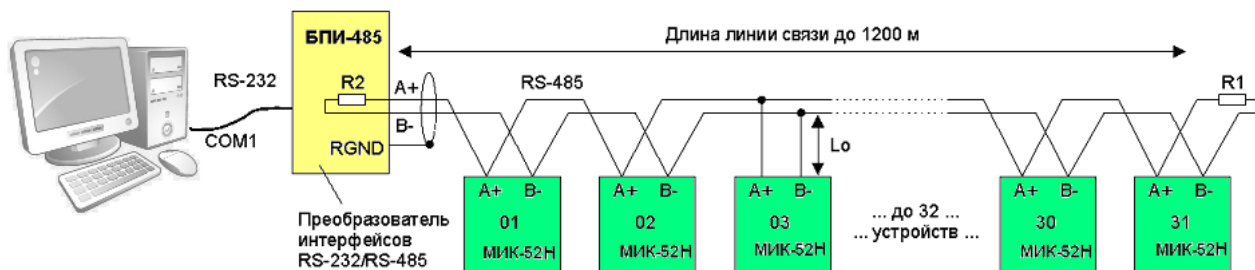 БПИ-485
Длина линии связи до 1200 м
RS-232
R2
A+
RS-485
R1
B-
COM1
RGND
Lo
A+ B-
A+ B-
A+ B-
A+ B-
A+ B-
01
02
03
30
31
МИК-52Н
МИК-52Н
МИК-52Н
МИК-52Н
МИК-52Н
... до 32 ...
... устройств ...
Преобразователь
интерфейсов
RS-232/RS-485